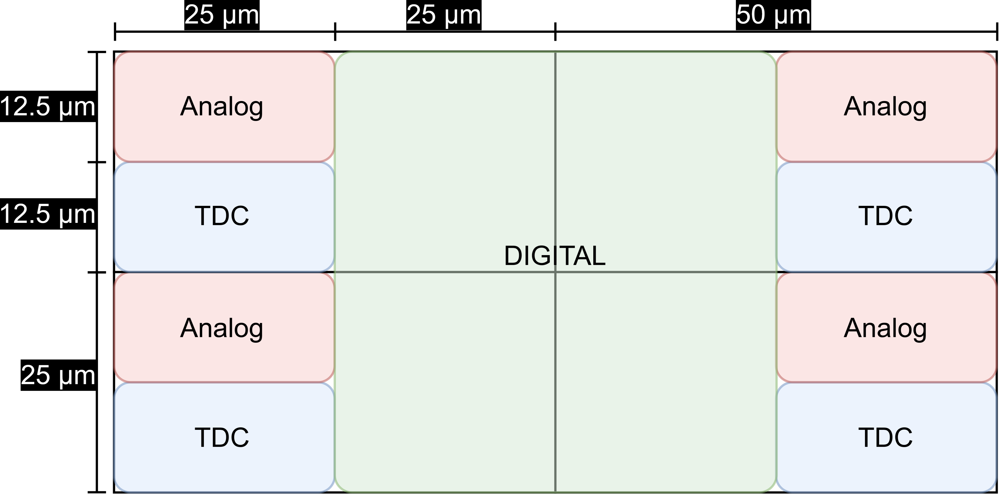 25 µm
25 µm
50 µm
12.5 µm
Analog
Analog
12.5 µm
TDC
TDC
DIGITAL
Analog
Analog
25 µm
TDC
TDC